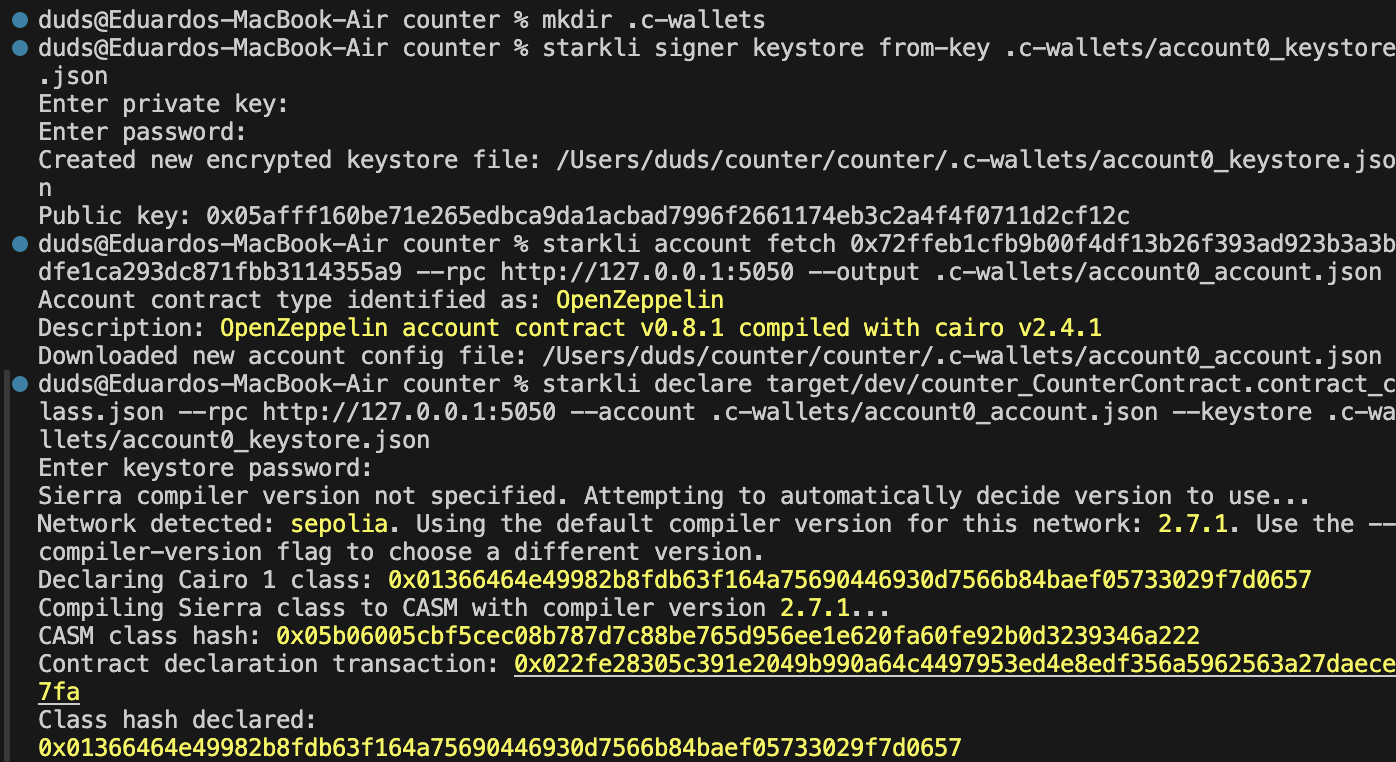 duds@Eduardos-MacBook-Air counter % mkdir .c-wallets
duds@Eduardos-MacBook-Air counter % starkli signer keystore from-key .c-wallets/account0_keystore
.json
Enter private key:
Enter password:
Created new encrypted keystore file: /Users/duds/counter/counter/.c-wallets/account0_keystore.jso
n
Public key: 0x05afff160be71e265edbca9da1acbad7996f2661174eb3c2a4f4f0711d2cf12c
duds@Eduardos-MacBook-Air counter % starkli account fetch 0x72ffeb1cfb9b00f4df13b26f393ad923b3a3b
dfe1ca293dc871fbb3114355a9 --rpc http://127.0.0.1:5050 --output .c-wallets/account0_account.json
Account contract type identified as: OpenZeppelin
Description: OpenZeppelin account contract v0.8.1 compiled with cairo v2.4.1
Downloaded new account config file: /Users/duds/counter/counter/.c-wallets/account0_account.json
duds@Eduardos-MacBook-Air counter % starkli declare target/dev/counter_CounterContract.contract_c
lass.json --rpc http://127.0.0.1:5050 --account .c-wallets/account0_account.json --keystore .c-wa
llets/account0_keystore.json
Enter keystore password:
Sierra compiler version not specified. Attempting to automatically decide version to use...
Network detected: sepolia. Using the default compiler version for this network: 2.7.1. Use the --
compiler-version flag to choose a different version.
Declaring Cairo 1 class: 0x01366464e49982b8fdb63f164a75690446930d7566b84baef05733029f7d0657
Compiling Sierra class to CASM with compiler version 2.7.1...
CASM class hash: 0x05b06005cbf5cec08b787d7c88be765d956ee1e620fa60fe92b0d3239346a222
Contract declaration transaction: 0x022fe28305c391e2049b990a64c4497953ed4e8edf356a5962563a27daece
7fa
Class hash declared:
0x01366464e49982b8fdb63f164a75690446930d7566b84baef05733029f7d0657